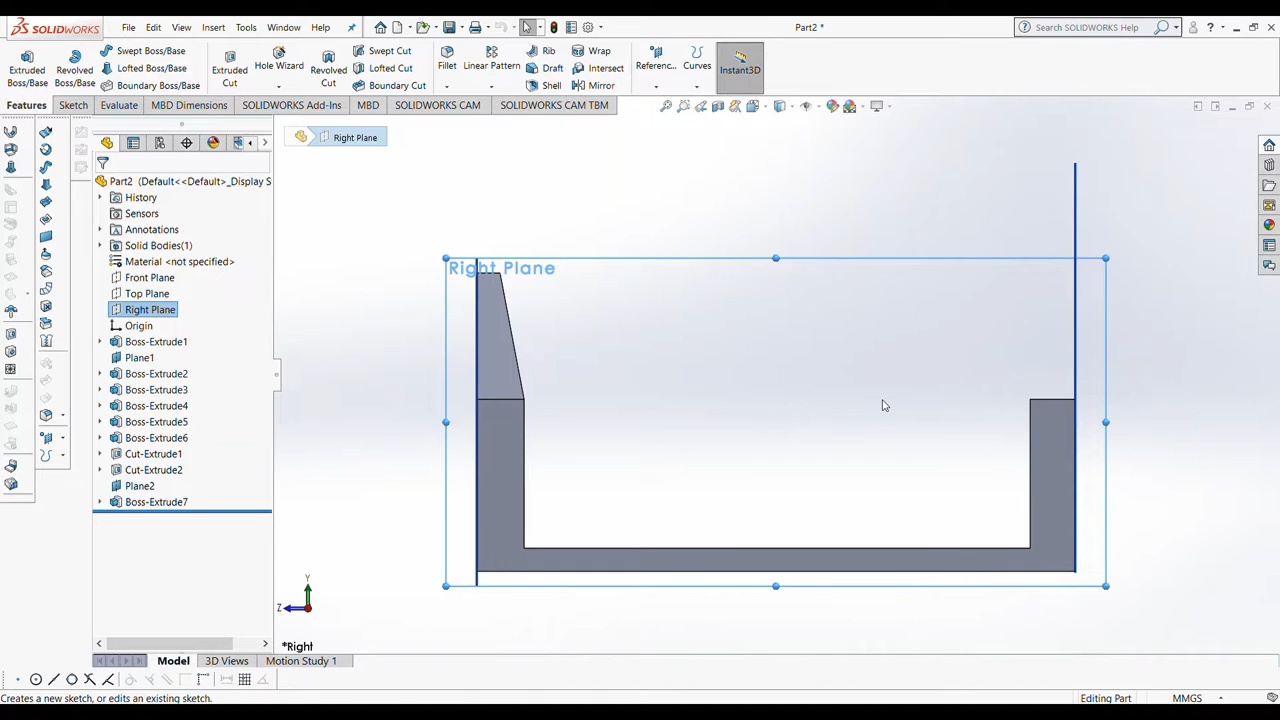 SOLIDWORKS
File
Edit
View
Insert
Tools
Window
Help
Part2 *
Search SOLIDWORKS Help
Extruded Boss/Base
Revolved Boss/Base
Swept Boss/Base
Lofted Boss/Base
Boundary Boss/Base
Extruded Cut
Hole Wizard
Revolved Cut
Swept Cut
Lofted Cut
Boundary Cut
Fillet
Linear Pattern
Rib
Draft
Shell
Wrap
Intersect
Mirror
Referenc...
Curves
Instant3D
Features
Sketch
Evaluate
MBD Dimensions
SOLIDWORKS Add-Ins
MBD
SOLIDWORKS CAM
SOLIDWORKS CAM TBM
Right Plane
Part2 (Default<<Default>_Display S
History
Sensors
Annotations
Solid Bodies(1)
Material <not specified>
Front Plane
Top Plane
Right Plane
Origin
Boss-Extrude1
Plane1
Boss-Extrude2
Boss-Extrude3
Boss-Extrude4
Boss-Extrude5
Boss-Extrude6
Cut-Extrude1
Cut-Extrude2
Plane2
Boss-Extrude7
Right Plane
Y
Z
*Right
Model
3D Views
Motion Study 1
Creates a new sketch, or edits an existing sketch.
Editing Part
MMGS